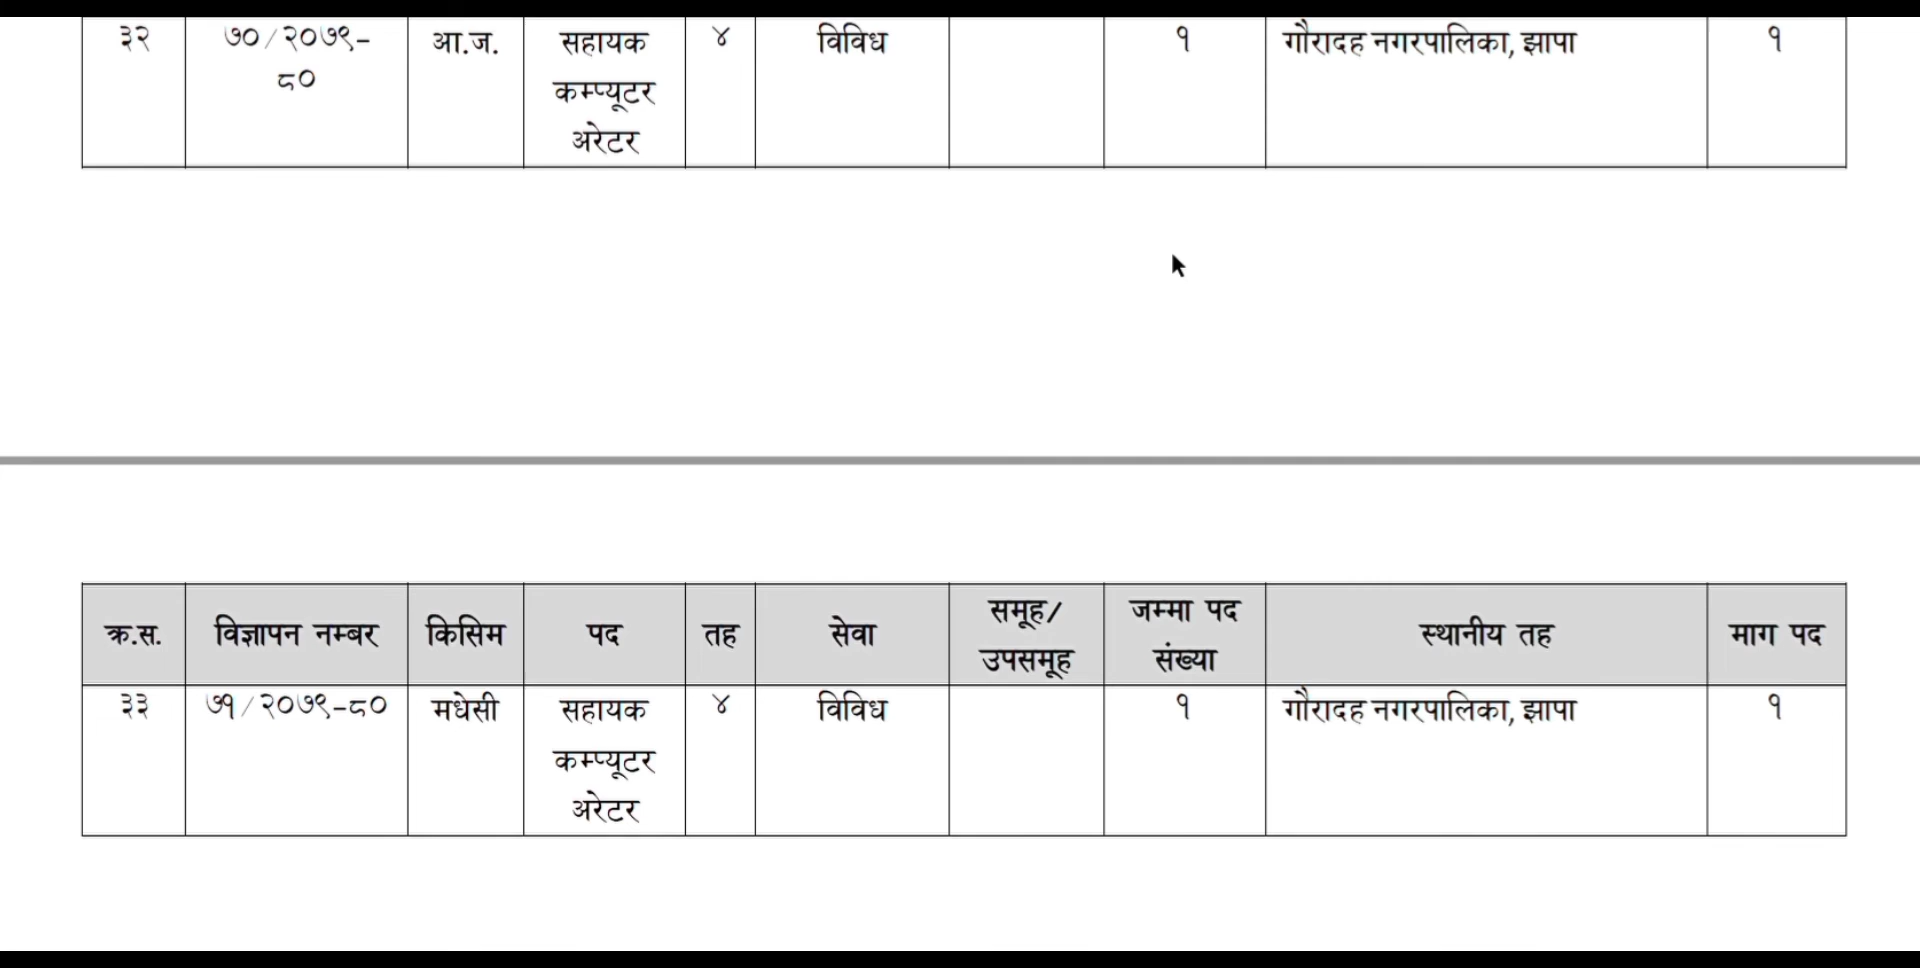 ३२ ७०/२०७९-८० आ.ज. सहायक कम्प्यूटर अरेटर ४ विविध १ गौरादह नगरपालिका, झापा १
क्र.स. विज्ञापन नम्बर किसिम पद तह सेवा समूह/उपसमूह जम्मा पद संख्या स्थानीय तह माग पद
३३ ७१/२०७९-८० मधेसी सहायक कम्प्यूटर अरेटर ४ विविध १ गौरादह नगरपालिका, झापा १